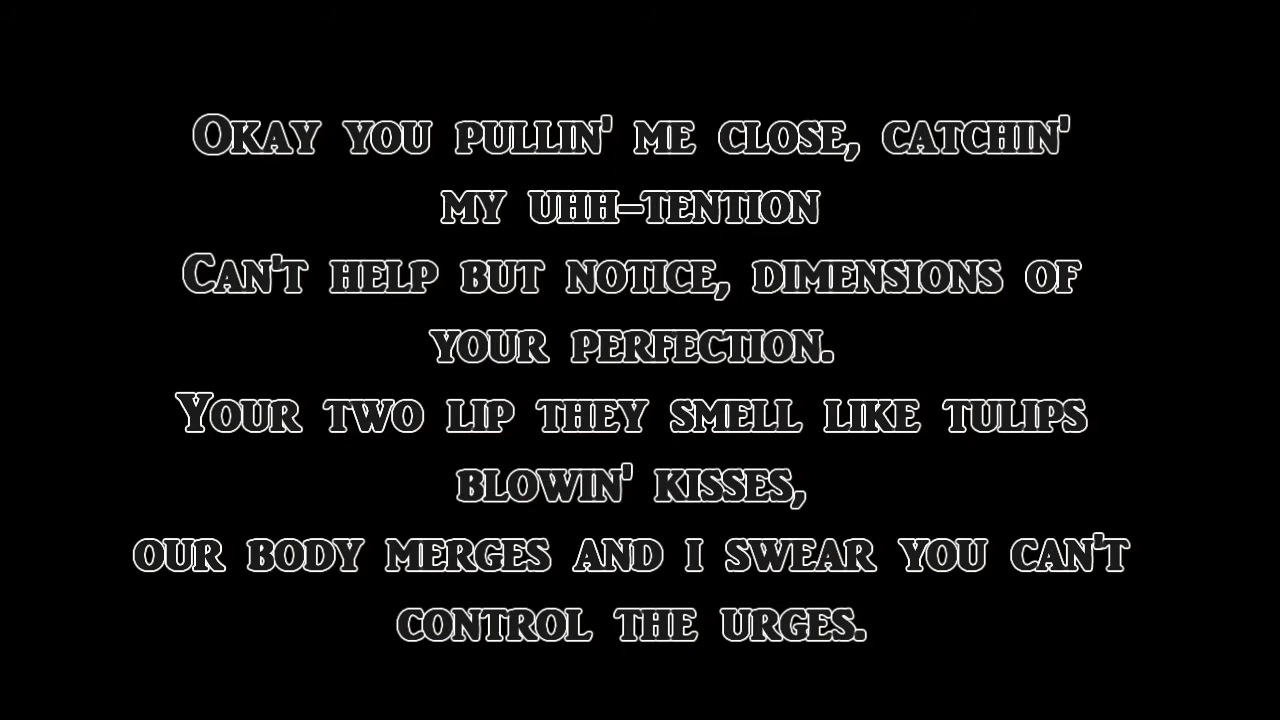 Okay you pullin' me close, catchin'
my uhh-tention
Can't help but notice, dimensions of
your perfection.
Your two lip they smell like tulips
blowin' kisses,
our body merges and i swear you can't
control the urges.